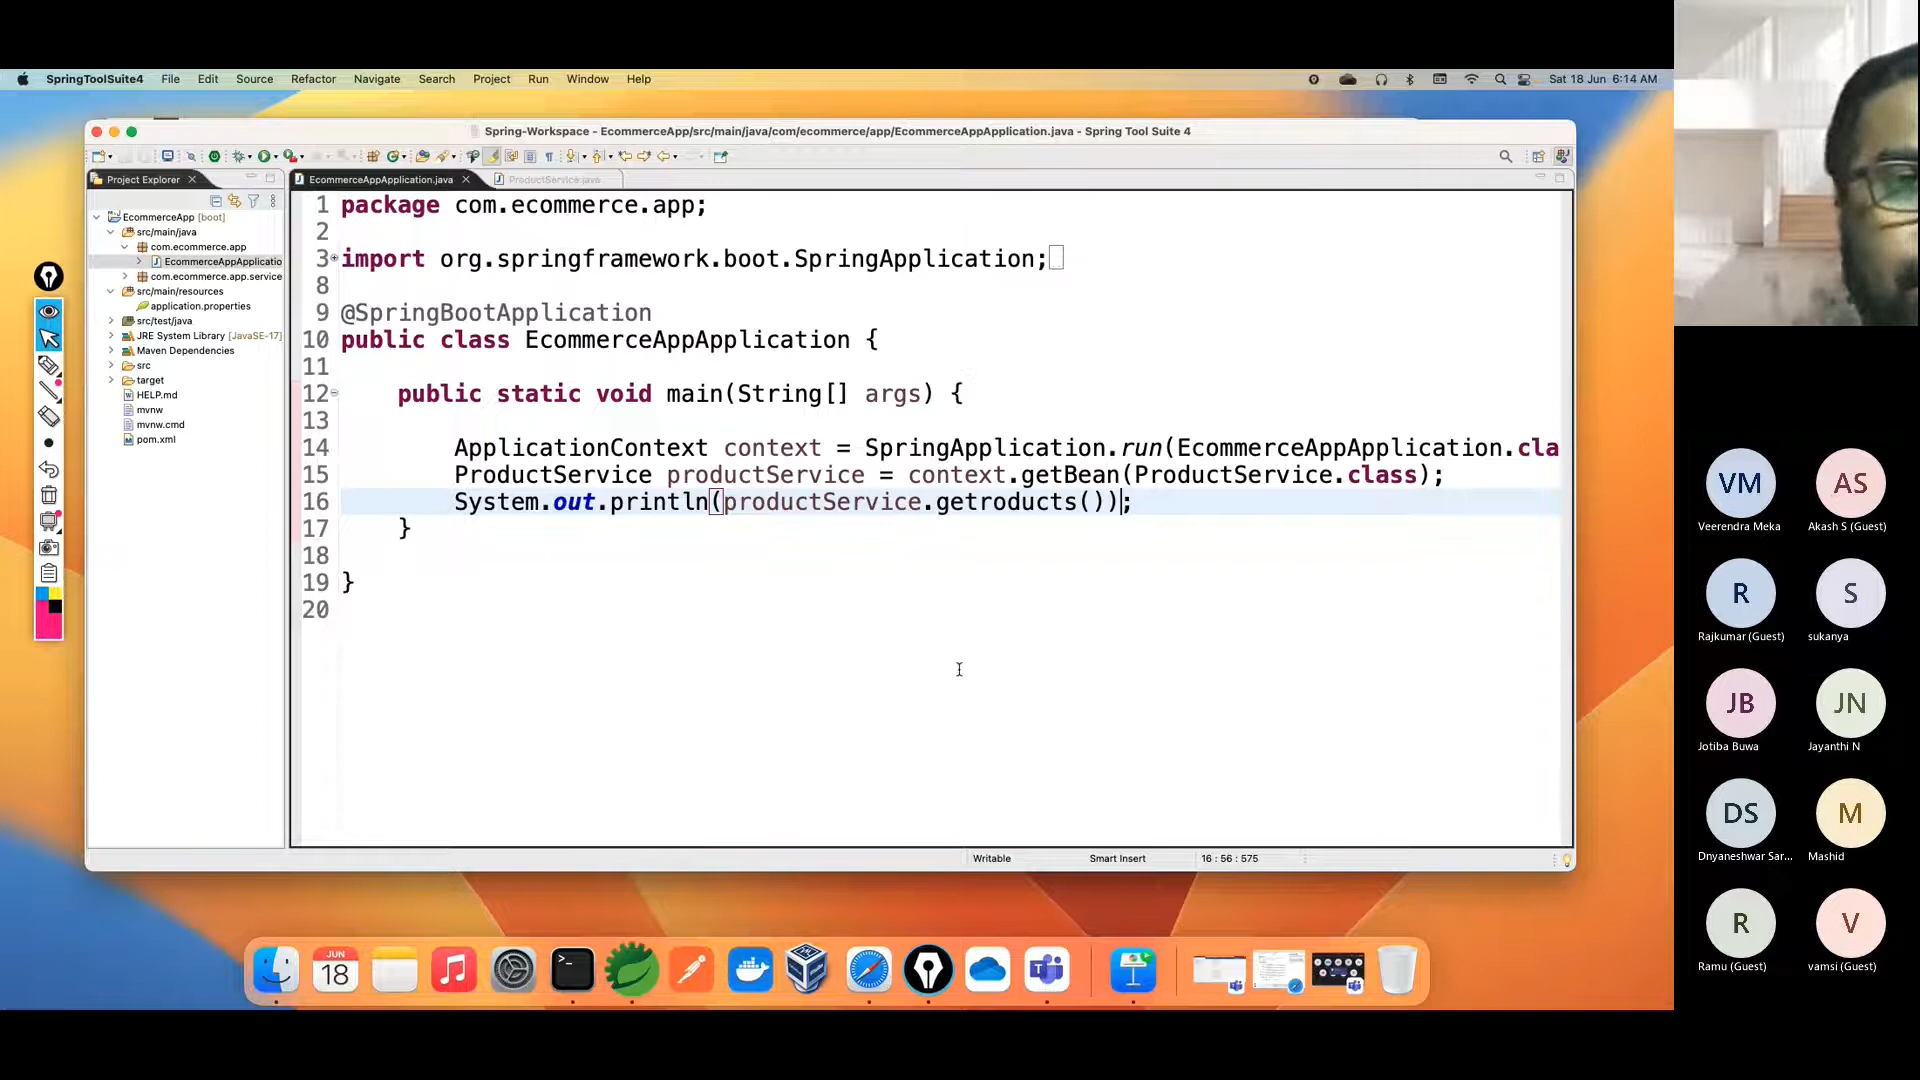 SpringToolSuite4 File Edit Source Refactor Navigate Search Project Run Window Help
Sat 18 Jun 6:14 AM
Spring-Workspace - EcommerceApp/src/main/java/com/ecommerce/app/EcommerceAppApplication.java - Spring Tool Suite 4
Project Explorer
EcommerceAppApplication.java
ProductService.java
EcommerceApp [boot]
src/main/java
com.ecommerce.app
EcommerceAppApplicatio
com.ecommerce.app.service
src/main/resources
application.properties
src/test/java
JRE System Library [JavaSE-17]
Maven Dependencies
src
target
HELP.md
mvnw
mvnw.cmd
pom.xml
1 package com.ecommerce.app;
2
3 import org.springframework.boot.SpringApplication;
8
9 @SpringBootApplication
10 public class EcommerceAppApplication {
11
12 public static void main(String[] args) {
13
14 ApplicationContext context = SpringApplication.run(EcommerceAppApplication.cla
15 ProductService productService = context.getBean(ProductService.class);
16 System.out.println(productService.getroducts());
17 }
18
19 }
20
Writable
Smart Insert
16 : 56 : 575
JUN
18
VM
Veerendra Meka
AS
Akash S (Guest)
R
Rajkumar (Guest)
S
sukanya
JB
Jotiba Buwa
JN
Jayanthi N
DS
Dnyaneshwar Sar...
M
Mashid
R
Ramu (Guest)
V
vamsi (Guest)